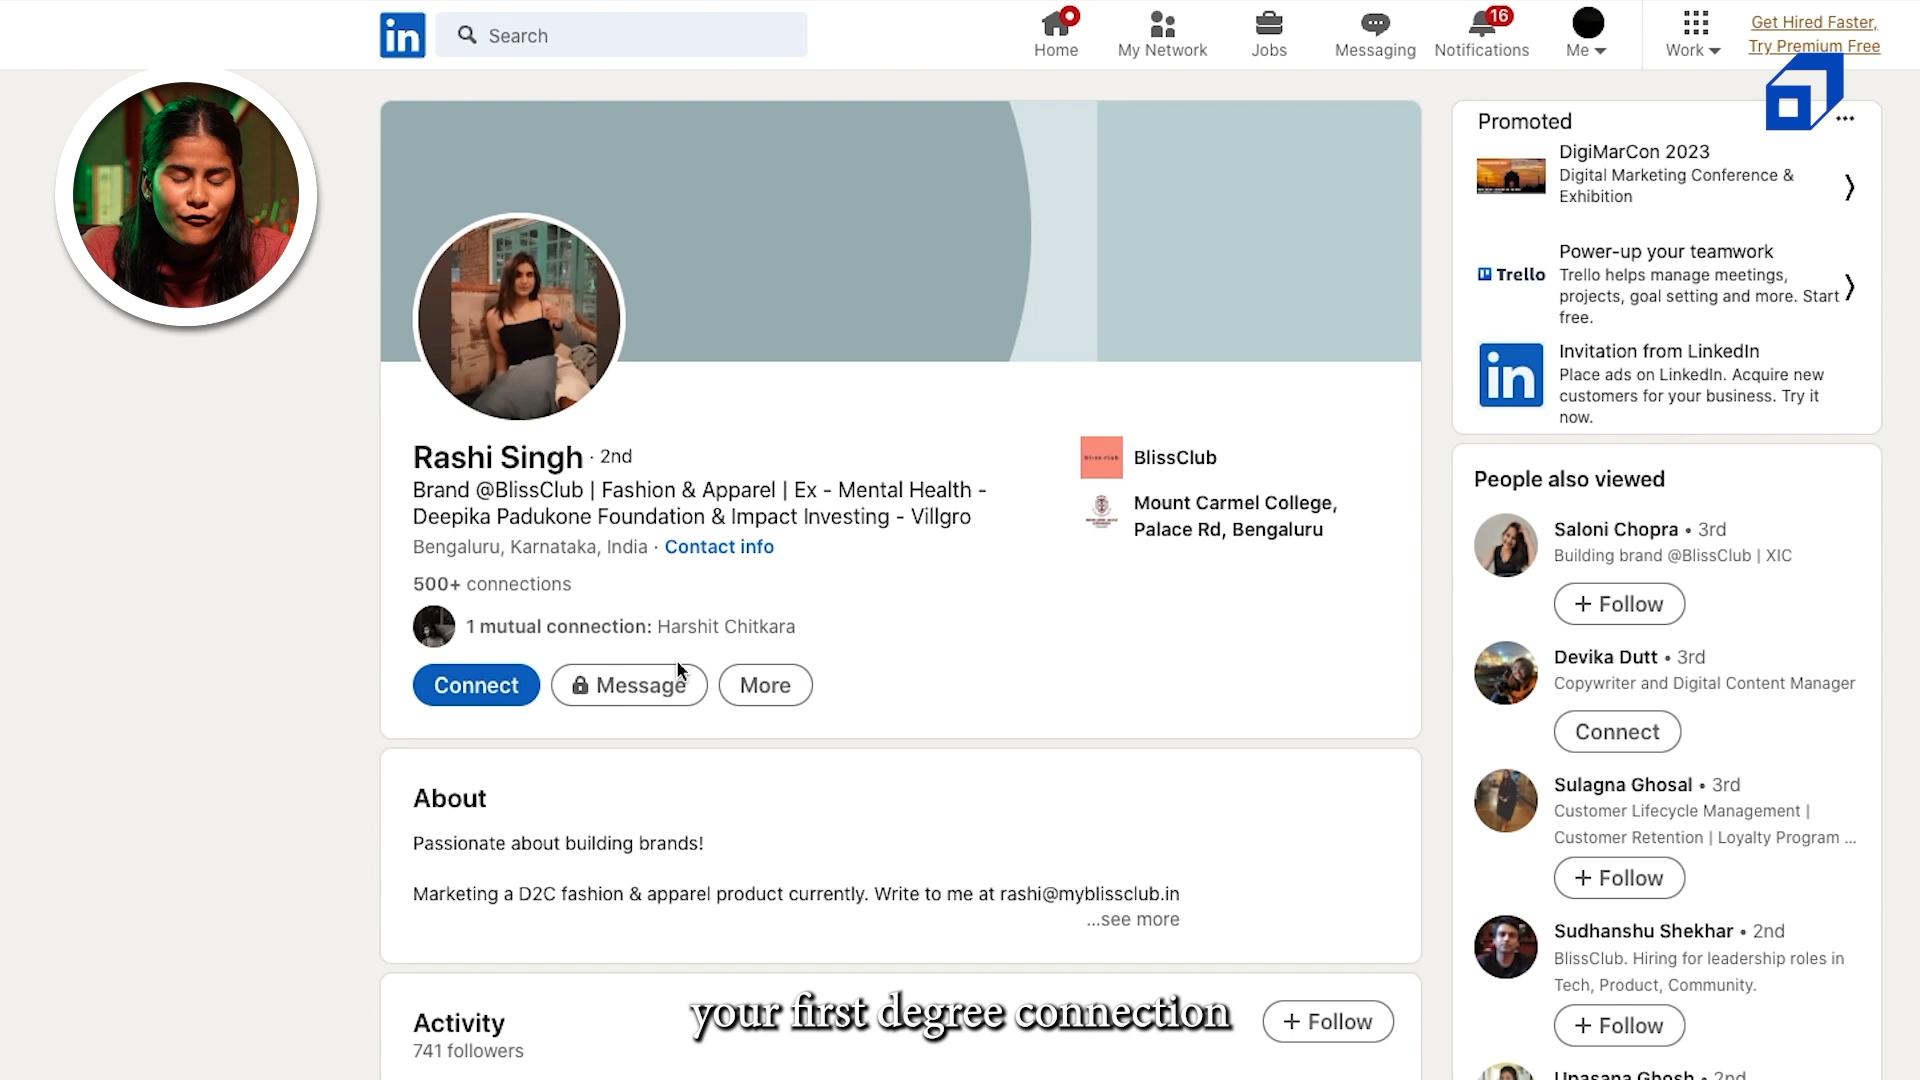 in
Search
Home
My Network
Jobs
Messaging
16
Notifications
Me
Work
Get Hired Faster,
Try Premium Free
Rashi Singh · 2nd
Brand @BlissClub | Fashion & Apparel | Ex - Mental Health -
Deepika Padukone Foundation & Impact Investing - Villgro
Bengaluru, Karnataka, India · Contact info
500+ connections
1 mutual connection: Harshit Chitkara
Connect
Message
More
BlissClub
Mount Carmel College,
Palace Rd, Bengaluru
About
Passionate about building brands!
Marketing a D2C fashion & apparel product currently. Write to me at rashi@myblissclub.in
...see more
Activity
741 followers
+ Follow
your first degree connection
Promoted
DigiMarCon 2023
Digital Marketing Conference &
Exhibition
Trello
Power-up your teamwork
Trello helps manage meetings,
projects, goal setting and more. Start
free.
in
Invitation from LinkedIn
Place ads on LinkedIn. Acquire new
customers for your business. Try it
now.
People also viewed
Saloni Chopra • 3rd
Building brand @BlissClub | XIC
+ Follow
Devika Dutt • 3rd
Copywriter and Digital Content Manager
Connect
Sulagna Ghosal • 3rd
Customer Lifecycle Management |
Customer Retention | Loyalty Program ...
+ Follow
Sudhanshu Shekhar • 2nd
BlissClub. Hiring for leadership roles in
Tech, Product, Community.
+ Follow
Upasana Ghosh • 2nd